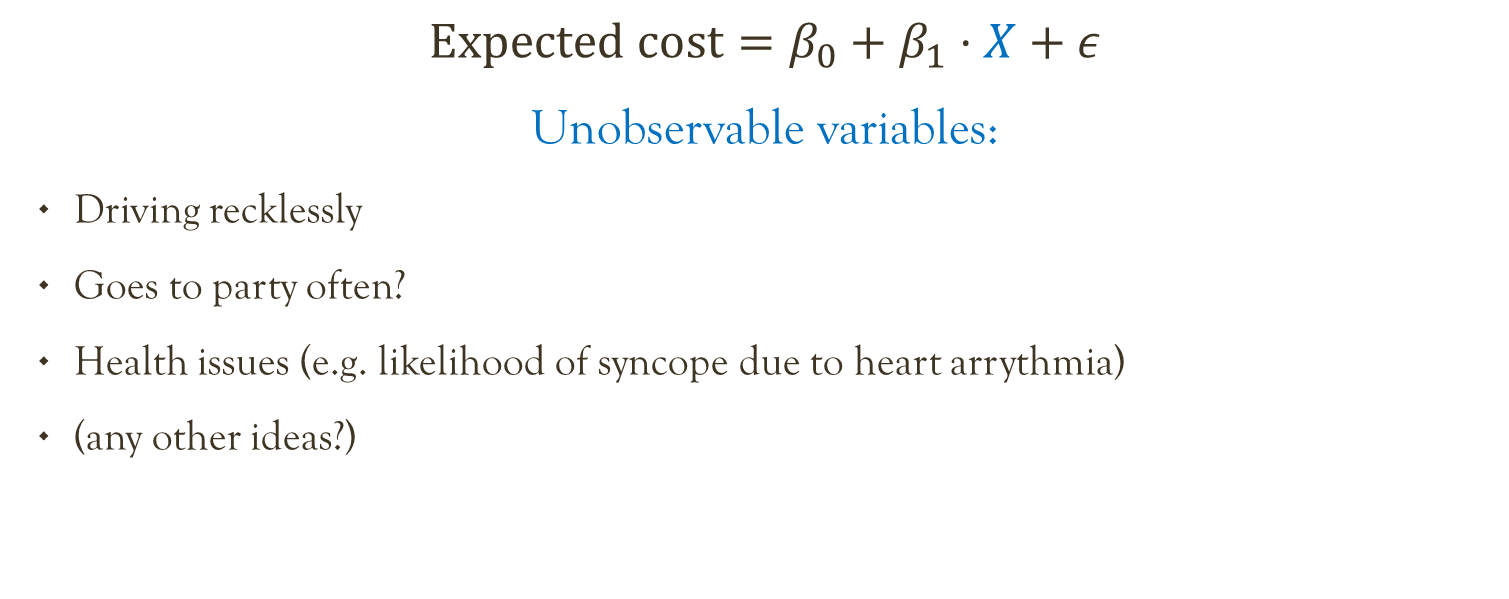 Expected cost = β₀ + β₁ · X + ϵ
Unobservable variables:
• Driving recklessly
• Goes to party often?
• Health issues (e.g. likelihood of syncope due to heart arrythmia)
• (any other ideas?)